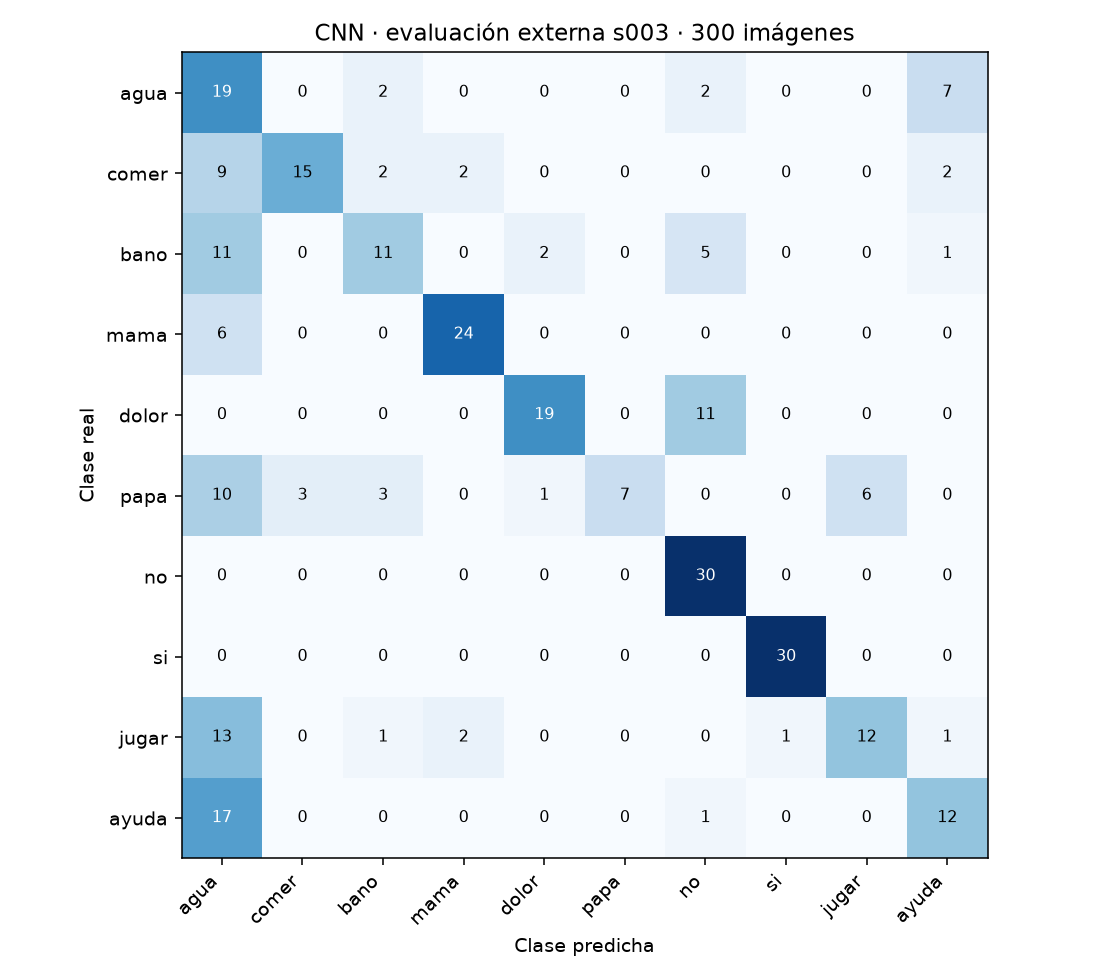 CNN · evaluación externa s003 · 300 imágenes
agua 19 0 2 0 0 0 2 0 0 7
comer 9 15 2 2 0 0 0 0 0 2
bano 11 0 11 0 2 0 5 0 0 1
mama 6 0 0 24 0 0 0 0 0 0
dolor 0 0 0 0 19 0 11 0 0 0
papa 10 3 3 0 1 7 0 0 6 0
no 0 0 0 0 0 0 30 0 0 0
si 0 0 0 0 0 0 0 30 0 0
jugar 13 0 1 2 0 0 0 1 12 1
ayuda 17 0 0 0 0 0 1 0 0 12
Clase real
agua comer bano mama dolor papa no si jugar ayuda
Clase predicha